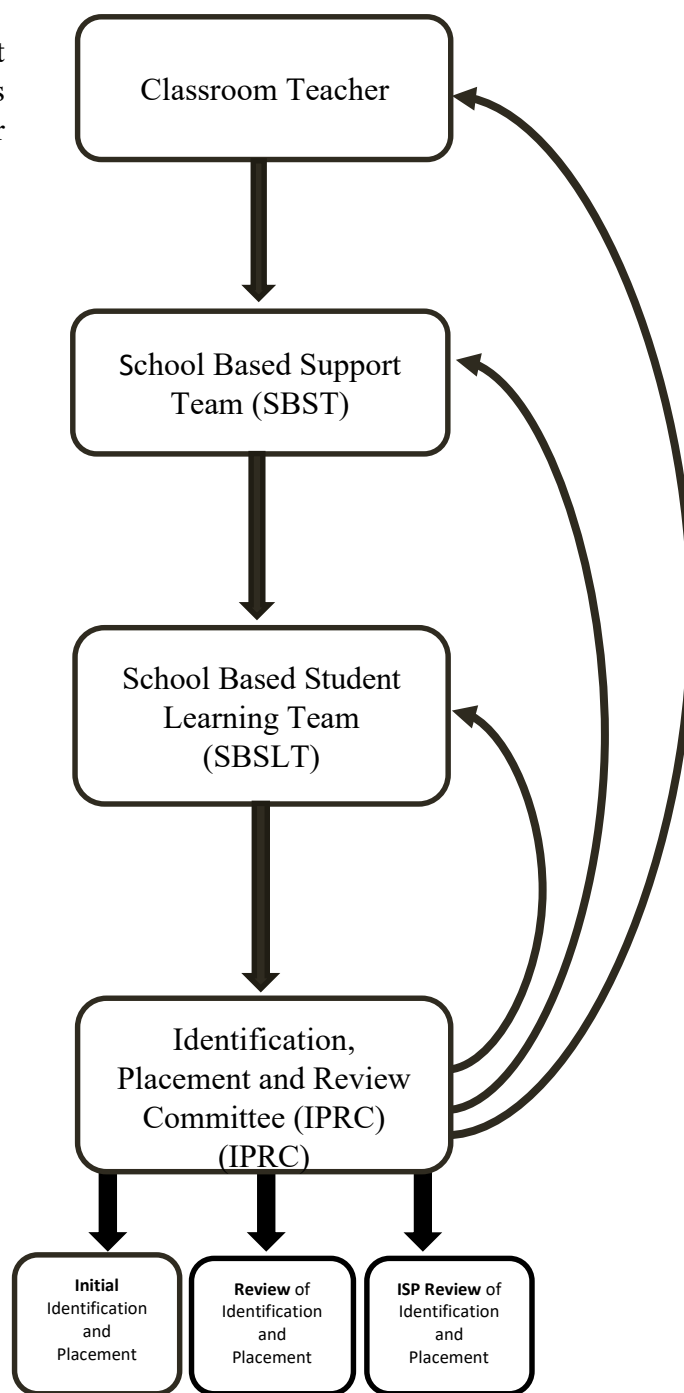 t
s
r
Classroom Teacher
School Based Support
Team (SBST)
School Based Student
Learning Team
(SBSLT)
Identification,
Placement and Review
Committee (IPRC)
(IPRC)
Initial
Identification
and
Placement
Review of
Identification
and
Placement
ISP Review of
Identification
and
Placement